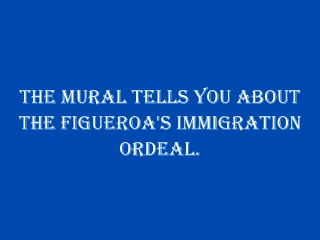 THE MURAL TELLS YOU ABOUT
THE FIGUEROA'S IMMIGRATION
ORDEAL.